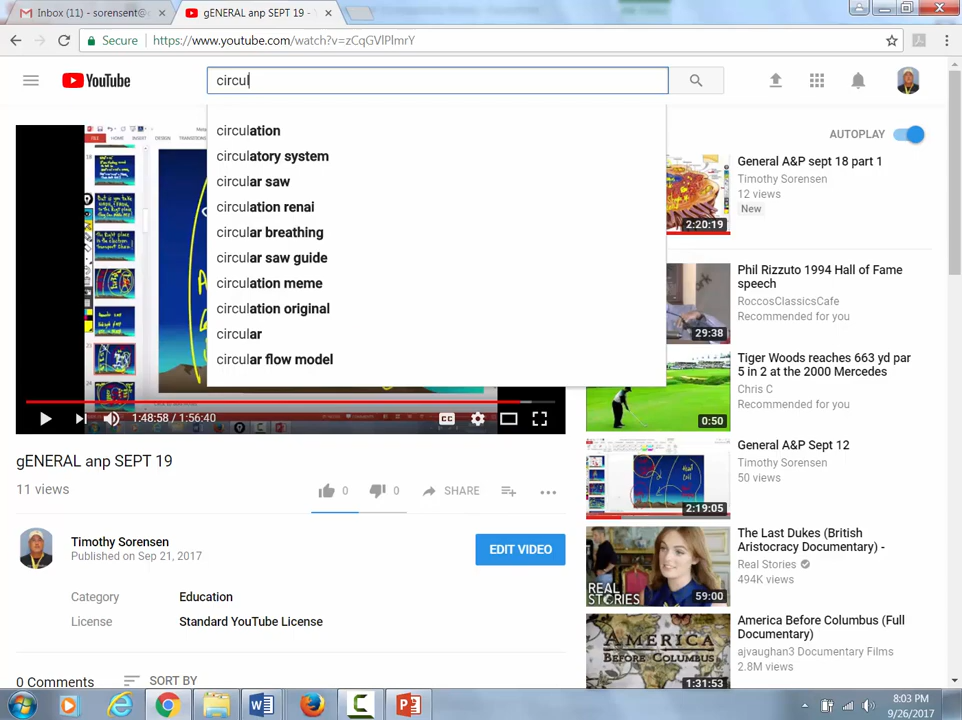 Inbox (11) - sorensent@
gENERAL anp SEPT 19 -
Secure
https://www.youtube.com/watch?v=zCqGVlPlmrY
YouTube
circul
circulation
circulatory system
circular saw
circulation renai
circular breathing
circular saw guide
circulation meme
circulation original
circular
circular flow model
1:48:58 / 1:56:40
CC
gENERAL anp SEPT 19
11 views
0
0
SHARE
Timothy Sorensen
Published on Sep 21, 2017
EDIT VIDEO
Category
Education
License
Standard YouTube License
0 Comments
SORT BY
AUTOPLAY
General A&P sept 18 part 1
Timothy Sorensen
12 views
New
2:20:19
Phil Rizzuto 1994 Hall of Fame
speech
RoccosClassicsCafe
Recommended for you
29:38
Tiger Woods reaches 663 yd par
5 in 2 at the 2000 Mercedes
Chris C
Recommended for you
0:50
General A&P Sept 12
Timothy Sorensen
50 views
2:19:05
The Last Dukes (British
Aristocracy Documentary) -
Real Stories
494K views
REAL
STORIES
59:00
America Before Columbus (Full
Documentary)
ajvaughan3 Documentary Films
2.8M views
AMERICA
BEFORE COLUMBUS
1:31:53
8:03 PM
9/26/2017